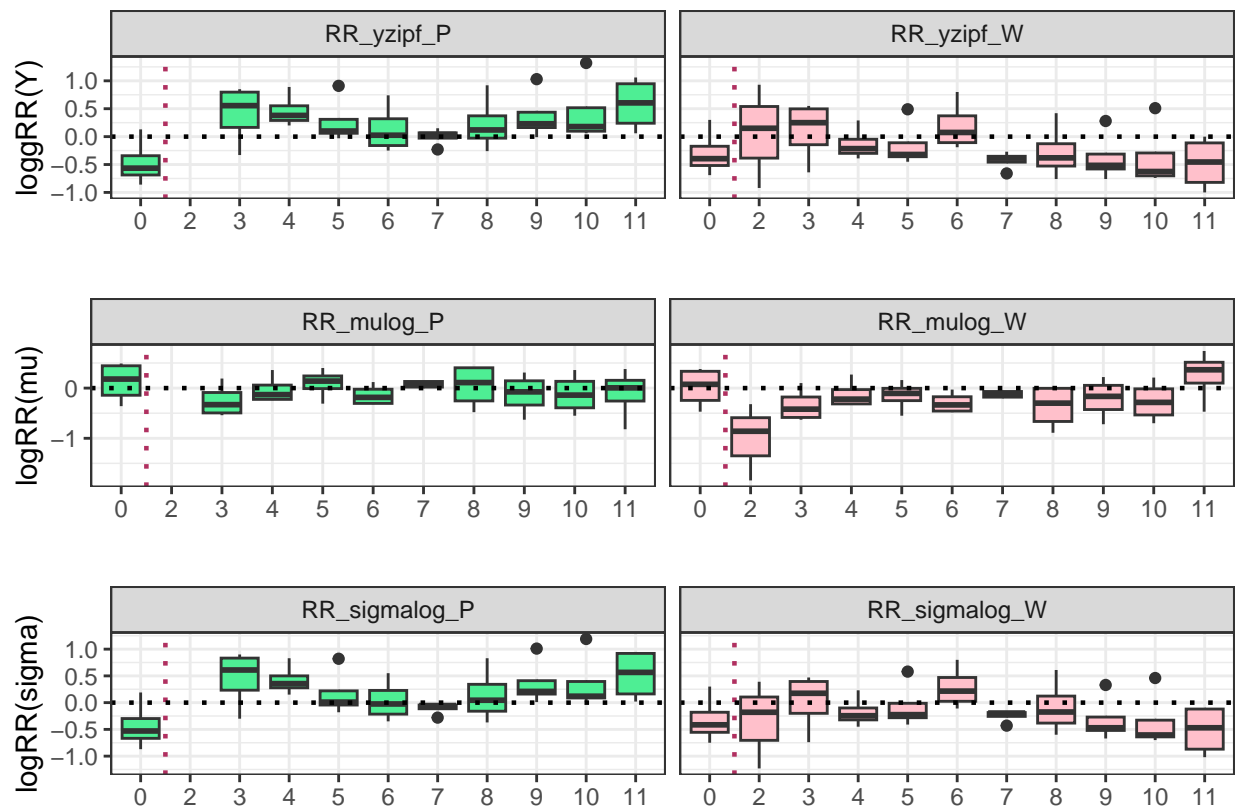 RR_yzipf_P RR_yzipf_W
loggRR(Y)
1.0
0.5
0.0
−0.5
−1.0
0 2 3 4 5 6 7 8 9 10 11 0 2 3 4 5 6 7 8 9 10 11
RR_mulog_P RR_mulog_W
logRR(mu)
0
−1
0 2 3 4 5 6 7 8 9 10 11 0 2 3 4 5 6 7 8 9 10 11
RR_sigmalog_P RR_sigmalog_W
logRR(sigma)
1.0
0.5
0.0
−0.5
−1.0
0 2 3 4 5 6 7 8 9 10 11 0 2 3 4 5 6 7 8 9 10 11